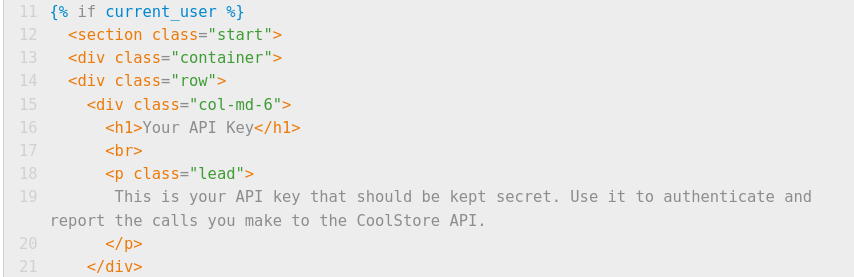 11 {% if current_user %}
12   <section class="start">
13   <div class="container">
14   <div class="row">
15     <div class="col-md-6">
16       <h1>Your API Key</h1>
17       <br>
18       <p class="lead">
19        This is your API key that should be kept secret. Use it to authenticate and
report the calls you make to the CoolStore API.
20       </p>
21     </div>